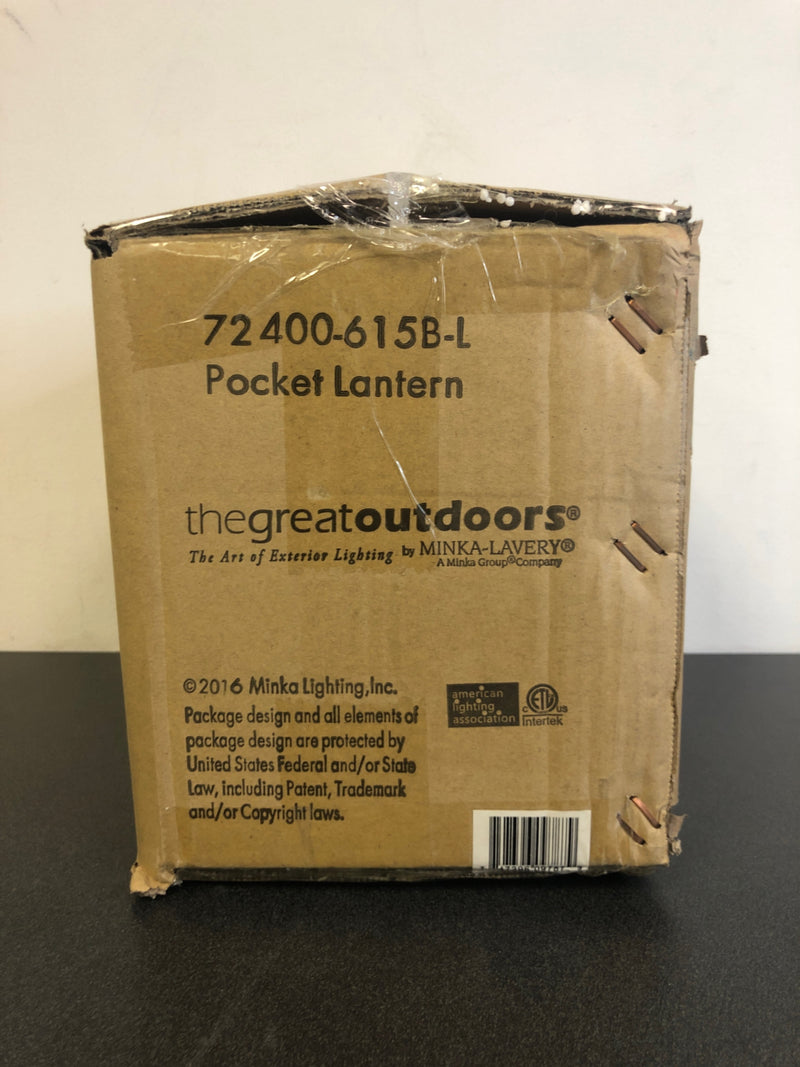 72400-615B-L
Pocket Lantern
thegreatoutdoors®
The Art of Exterior Lighting by MINKA-LAVERY®
A Minka Group® Company
©2016 Minka Lighting, Inc.
Package design and all elements of
package design are protected by
United States Federal and/or State
Law, including Patent, Trademark
and/or Copyright laws.
american
lighting
association
c ETL us
Intertek